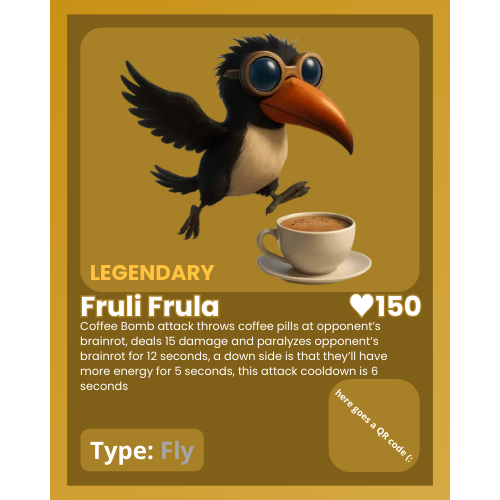 LEGENDARY
Fruli Frula
♥150
Coffee Bomb attack throws coffee pills at opponent's
brainrot, deals 15 damage and paralyzes opponent's
brainrot for 12 seconds, a down side is that they'll have
more energy for 5 seconds, this attack cooldown is 6
seconds
here goes a QR code (:
Type: Fly